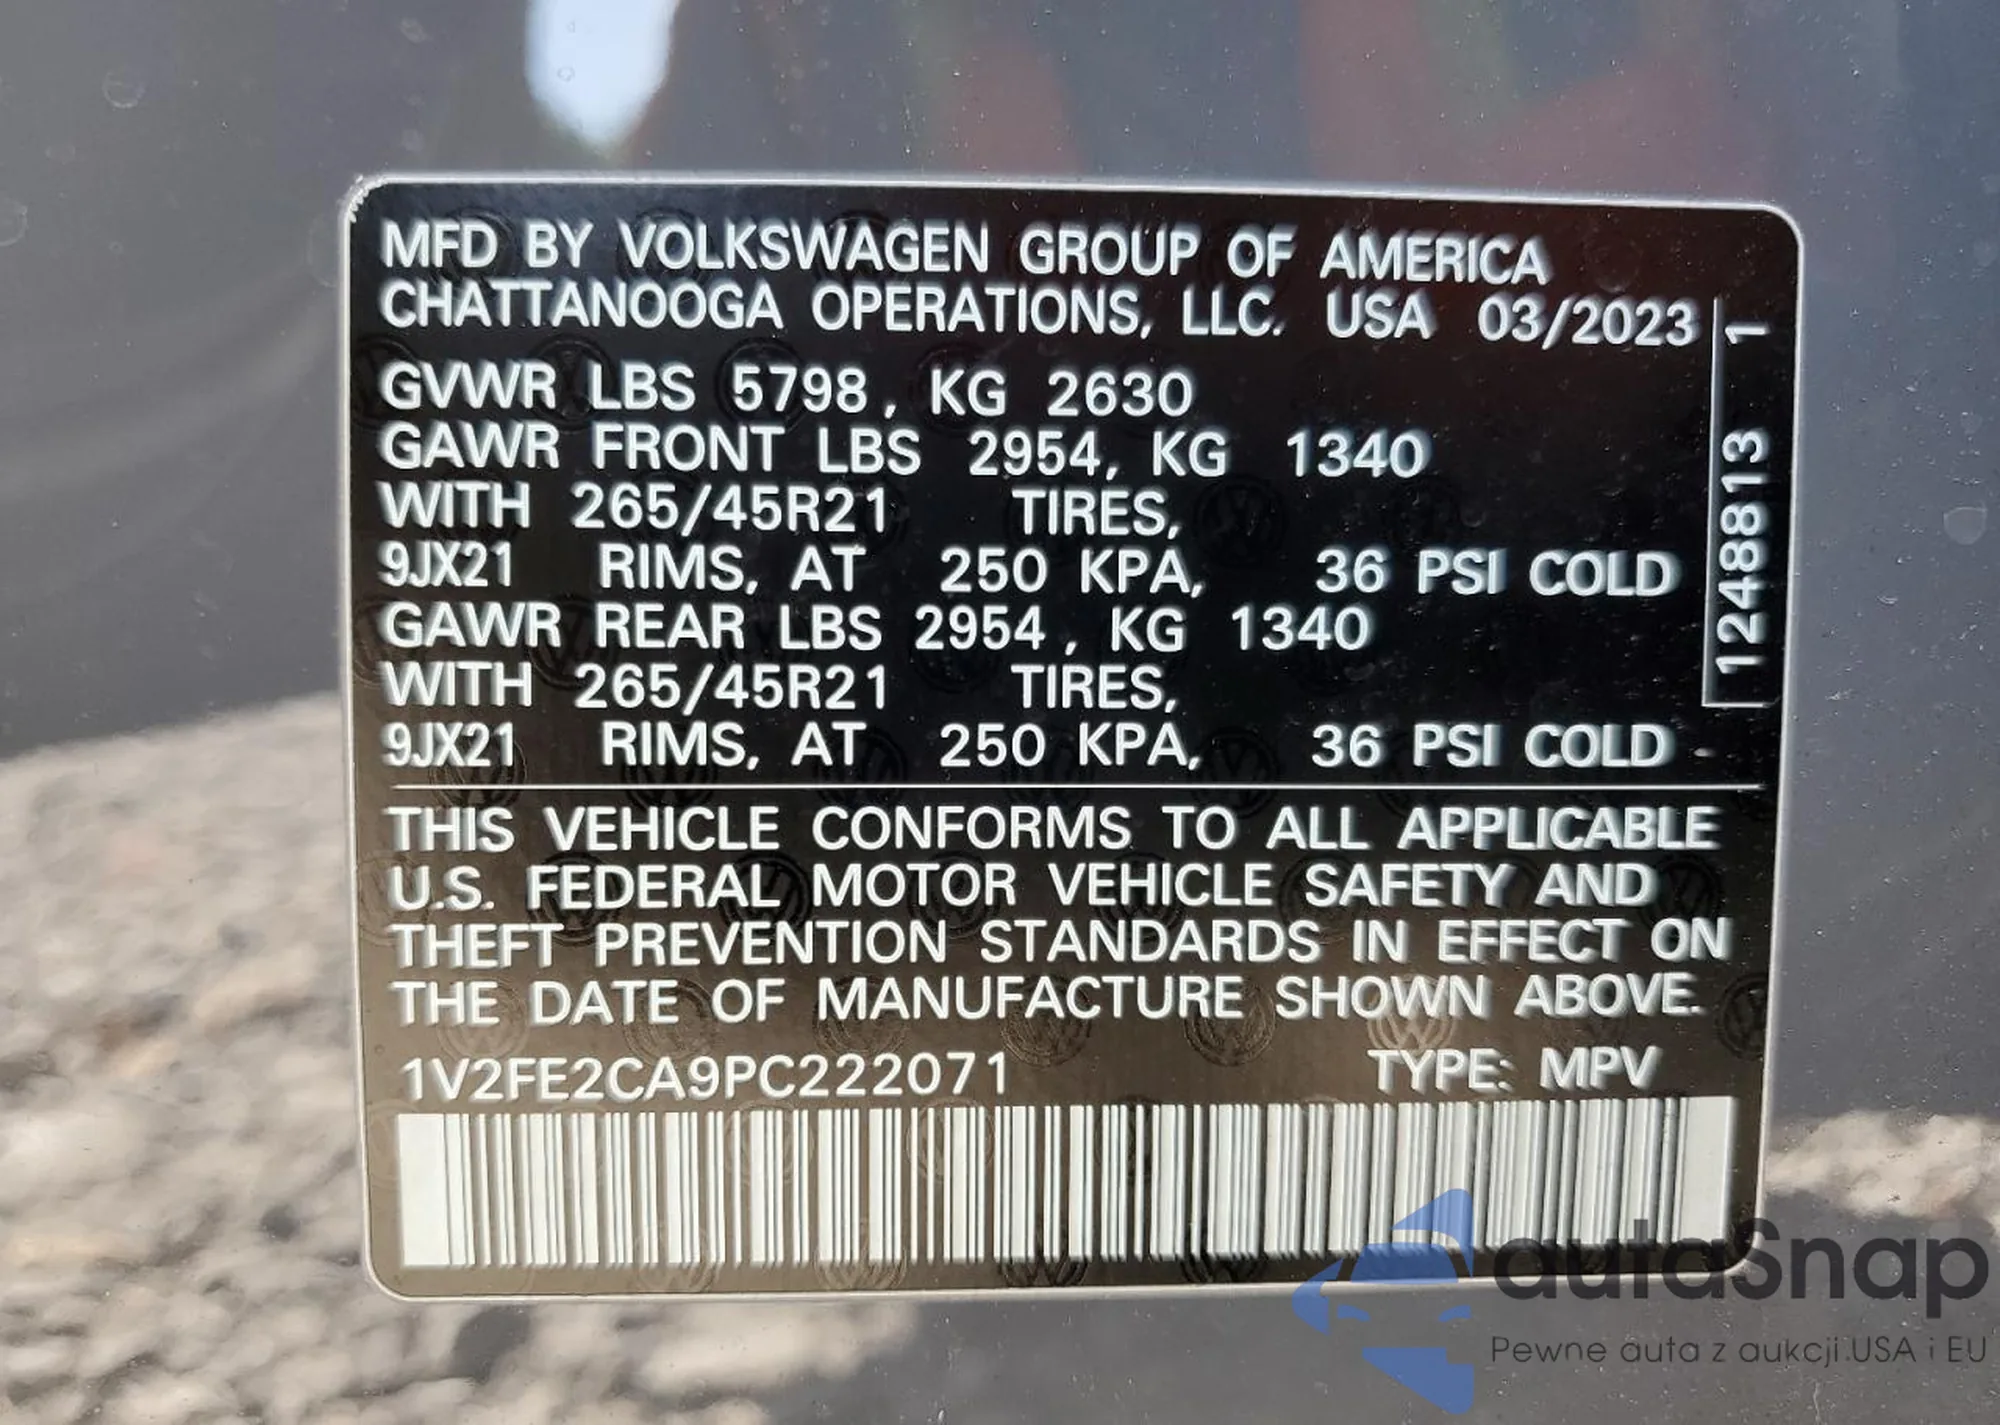 MFD BY VOLKSWAGEN GROUP OF AMERICA
CHATTANOOGA OPERATIONS, LLC. USA 03/2023
GVWR LBS 5798, KG 2630
GAWR FRONT LBS 2954, KG 1340
WITH 265/45R21 TIRES,
9JX21 RIMS, AT 250 KPA, 36 PSI COLD
GAWR REAR LBS 2954, KG 1340
WITH 265/45R21 TIRES,
9JX21 RIMS, AT 250 KPA, 36 PSI COLD
1248813 1
THIS VEHICLE CONFORMS TO ALL APPLICABLE
U.S. FEDERAL MOTOR VEHICLE SAFETY AND
THEFT PREVENTION STANDARDS IN EFFECT ON
THE DATE OF MANUFACTURE SHOWN ABOVE.
1V2FE2CA9PC222071 TYPE: MPV
autaSnap
Pewne auta z aukcji USA i EU